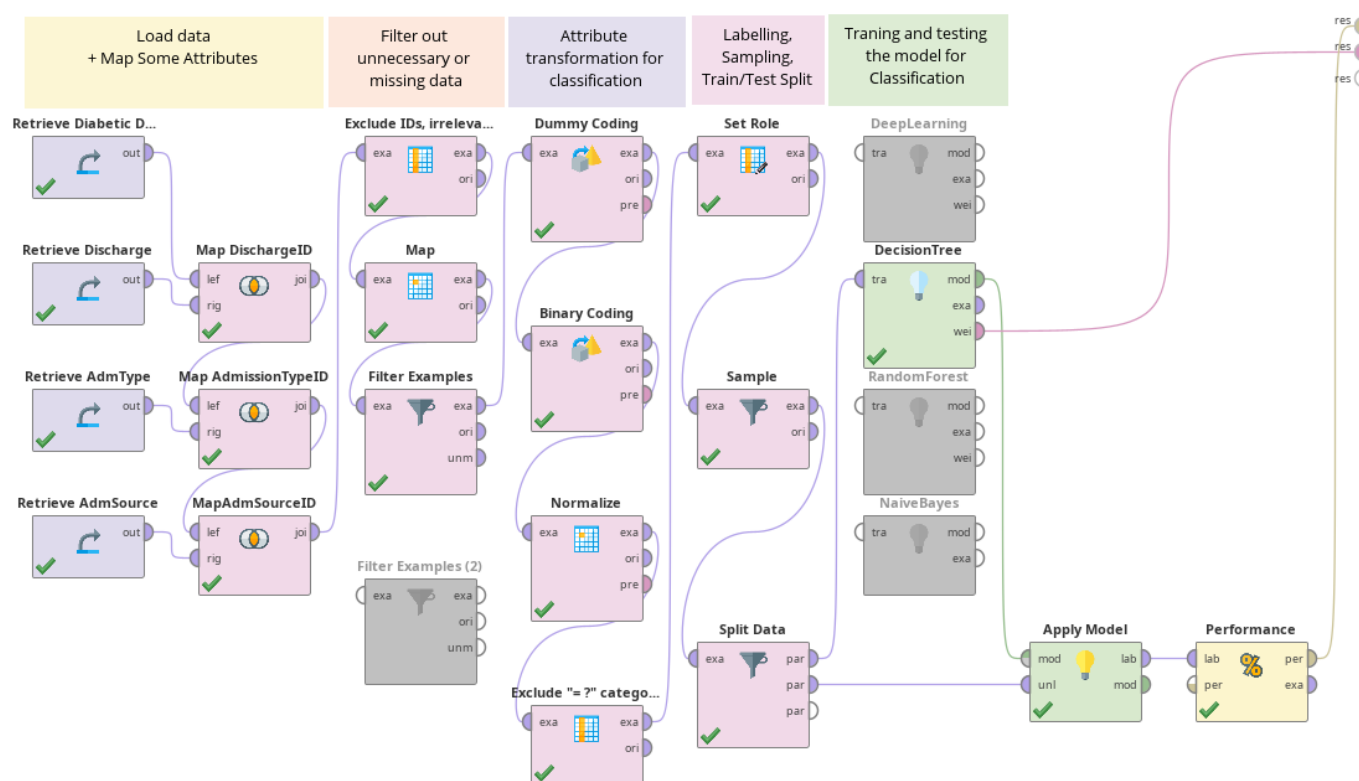 Load data
+ Map Some Attributes
Filter out
unnecessary or
missing data
Attribute
transformation for
classification
Labelling,
Sampling,
Train/Test Split
Traning and testing
the model for
Classification
res
res
res
Retrieve Diabetic D...
out
Retrieve Discharge
out
Retrieve AdmType
out
Retrieve AdmSource
out
Map DischargeID
lef
joi
rig
Map AdmissionTypeID
lef
joi
rig
MapAdmSourceID
lef
joi
rig
Exclude IDs, irreleva...
exa
exa
ori
Map
exa
exa
ori
Filter Examples
exa
exa
ori
unm
Filter Examples (2)
exa
exa
ori
unm
Dummy Coding
exa
exa
ori
pre
Binary Coding
exa
exa
ori
pre
Normalize
exa
exa
ori
pre
Exclude "= ?" catego...
exa
exa
ori
Set Role
exa
exa
ori
Sample
exa
exa
ori
Split Data
exa
par
par
par
DeepLearning
tra
mod
exa
wei
DecisionTree
tra
mod
exa
wei
RandomForest
tra
mod
exa
wei
NaiveBayes
tra
mod
exa
Apply Model
mod
lab
unl
mod
Performance
%
lab
per
per
exa